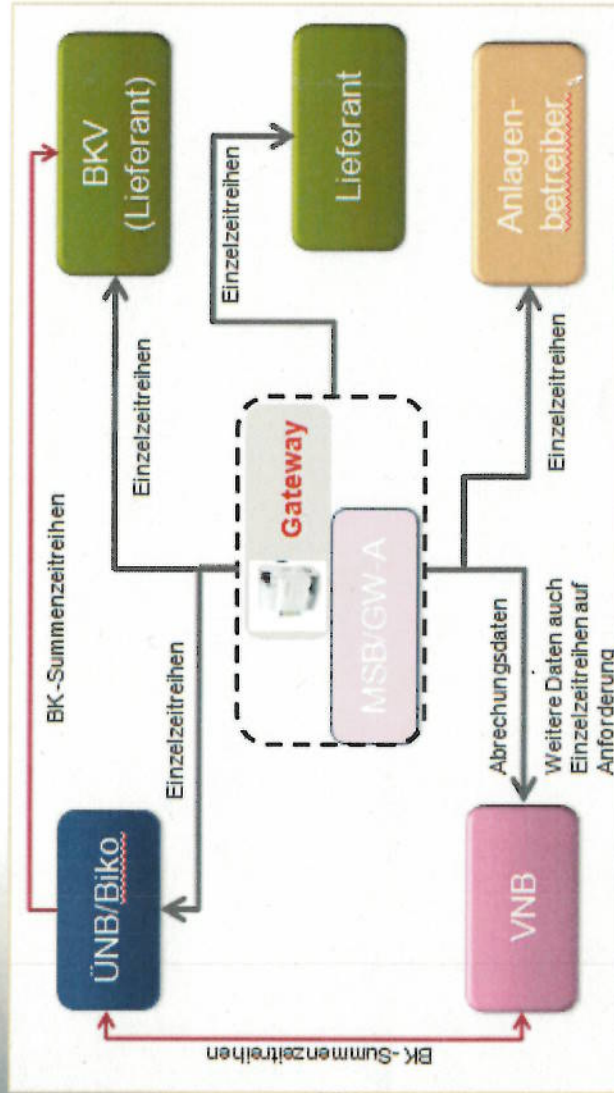 BK-Summenzeitreihen
ÜNB/Biko
BKV
(Lieferant)
Einzelzeitreihen
Einzelzeitreihen
Einzelzeitreihen
Lieferant
Gateway
MSB/GW-A
BK-Summenzeitreihen
VNB
Abrechungsdaten
Weitere Daten auch
Einzelzeitreihen auf
Anforderung
Einzelzeitreihen
Anlagen-
betreiber